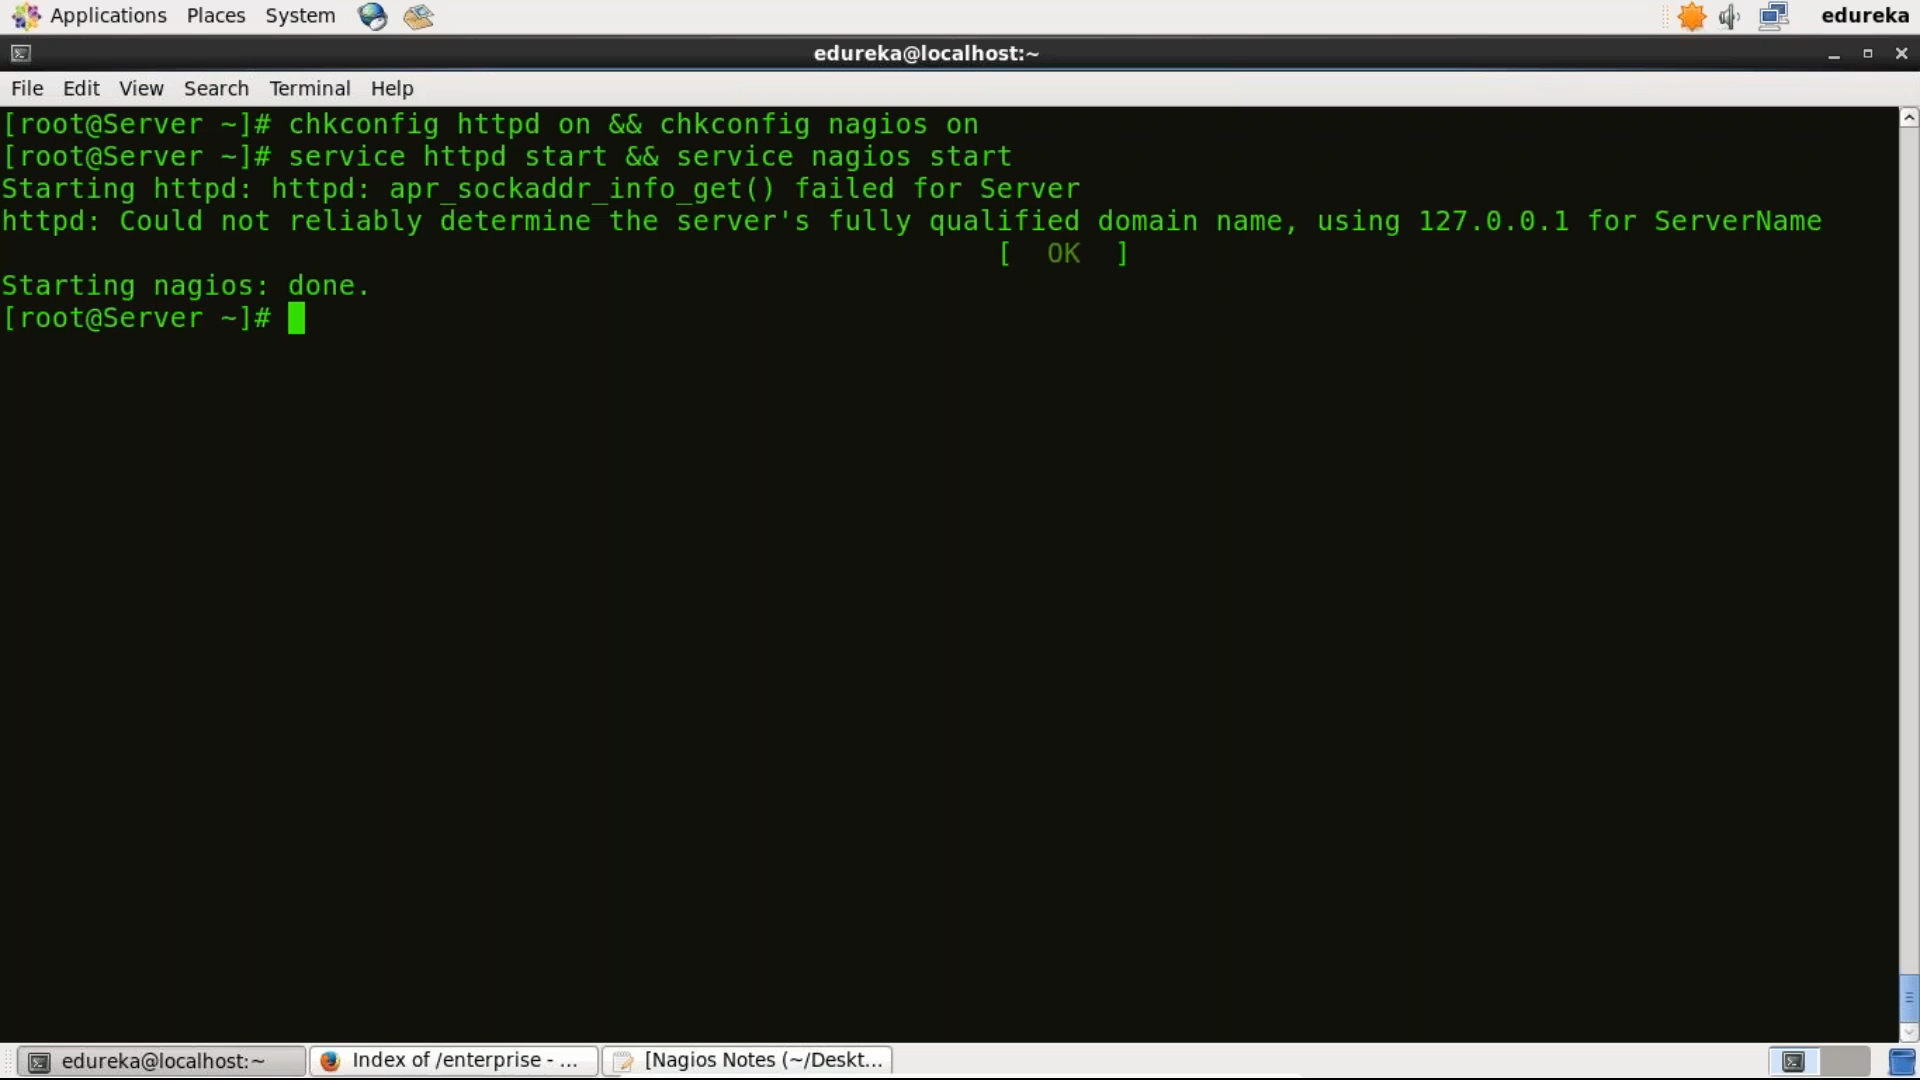 Applications Places System edureka
edureka@localhost:~
File Edit View Search Terminal Help
[root@Server ~]# chkconfig httpd on && chkconfig nagios on
[root@Server ~]# service httpd start && service nagios start
Starting httpd: httpd: apr_sockaddr_info_get() failed for Server
httpd: Could not reliably determine the server's fully qualified domain name, using 127.0.0.1 for ServerName
[  OK  ]
Starting nagios: done.
[root@Server ~]#
edureka@localhost:~ Index of /enterprise - ... [Nagios Notes (~/Deskt...